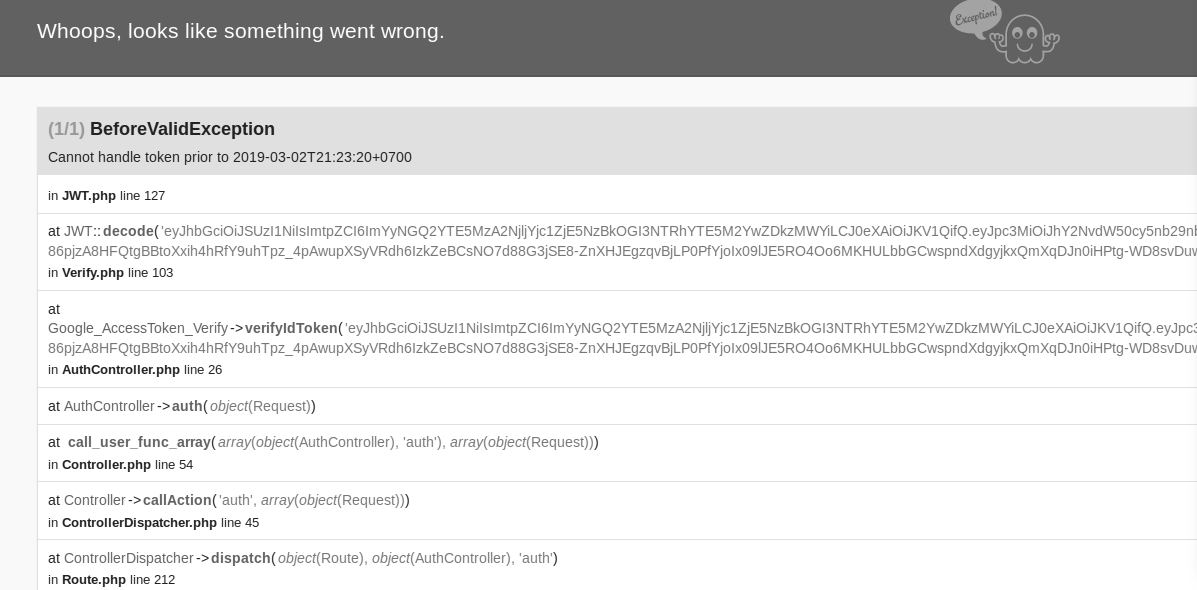 Whoops, looks like something went wrong.
Exception!
(1/1) BeforeValidException
Cannot handle token prior to 2019-03-02T21:23:20+0700
in JWT.php line 127
at JWT::decode('eyJhbGciOiJSUzI1NiIsImtpZCI6ImYyNGQ2YTE5MzA2NjljYjc1ZjE5NzBkOGI3NTRhYTE5M2YwZDkzMWYiLCJ0eXAiOiJKV1QifQ.eyJpc3MiOiJhY2NvdW50cy5nb29nb
86pjzA8HFQtgBBtoXxih4hRfY9uhTpz_4pAwupXSyVRdh6IzkZeBCsNO7d88G3jSE8-ZnXHJEgzqvBjLP0PfYjoIx09lJE5RO4Oo6MKHULbbGCwspndXdgyjkxQmXqDJn0iHPtg-WD8svDuw
in Verify.php line 103
at
Google_AccessToken_Verify->verifyIdToken('eyJhbGciOiJSUzI1NiIsImtpZCI6ImYyNGQ2YTE5MzA2NjljYjc1ZjE5NzBkOGI3NTRhYTE5M2YwZDkzMWYiLCJ0eXAiOiJKV1QifQ.eyJpc3
86pjzA8HFQtgBBtoXxih4hRfY9uhTpz_4pAwupXSyVRdh6IzkZeBCsNO7d88G3jSE8-ZnXHJEgzqvBjLP0PfYjoIx09lJE5RO4Oo6MKHULbbGCwspndXdgyjkxQmXqDJn0iHPtg-WD8svDuw
in AuthController.php line 26
at AuthController->auth(object(Request))
at call_user_func_array(array(object(AuthController), 'auth'), array(object(Request)))
in Controller.php line 54
at Controller->callAction('auth', array(object(Request)))
in ControllerDispatcher.php line 45
at ControllerDispatcher->dispatch(object(Route), object(AuthController), 'auth')
in Route.php line 212